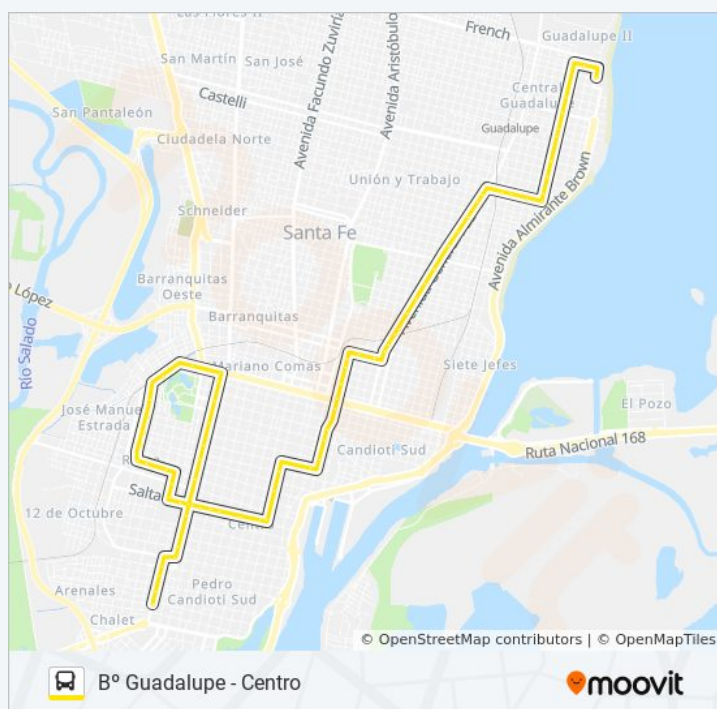 Las Flores II
French
Guadalupe II
San Martín
San José
Avenida Facundo Zuviría
Avenida Aristóbulo
Central
Guadalupe
Castelli
San Pantaleón
Guadalupe
Ciudadela Norte
Unión y Trabajo
Avenida Almirante Brown
Schneider
Santa Fe
Barranquitas
Oeste
López
Barranquitas
Río Salado
Mariano Comas
Siete Jefes
José Manuel
Estrada
El Pozo
Candioti Sud
Ruta Nacional 168
Salta
12 de Octubre
Pedro
Candioti Sud
Arenales
Chalet
© OpenStreetMap contributors | © OpenMapTiles
Bº Guadalupe - Centro
moovit